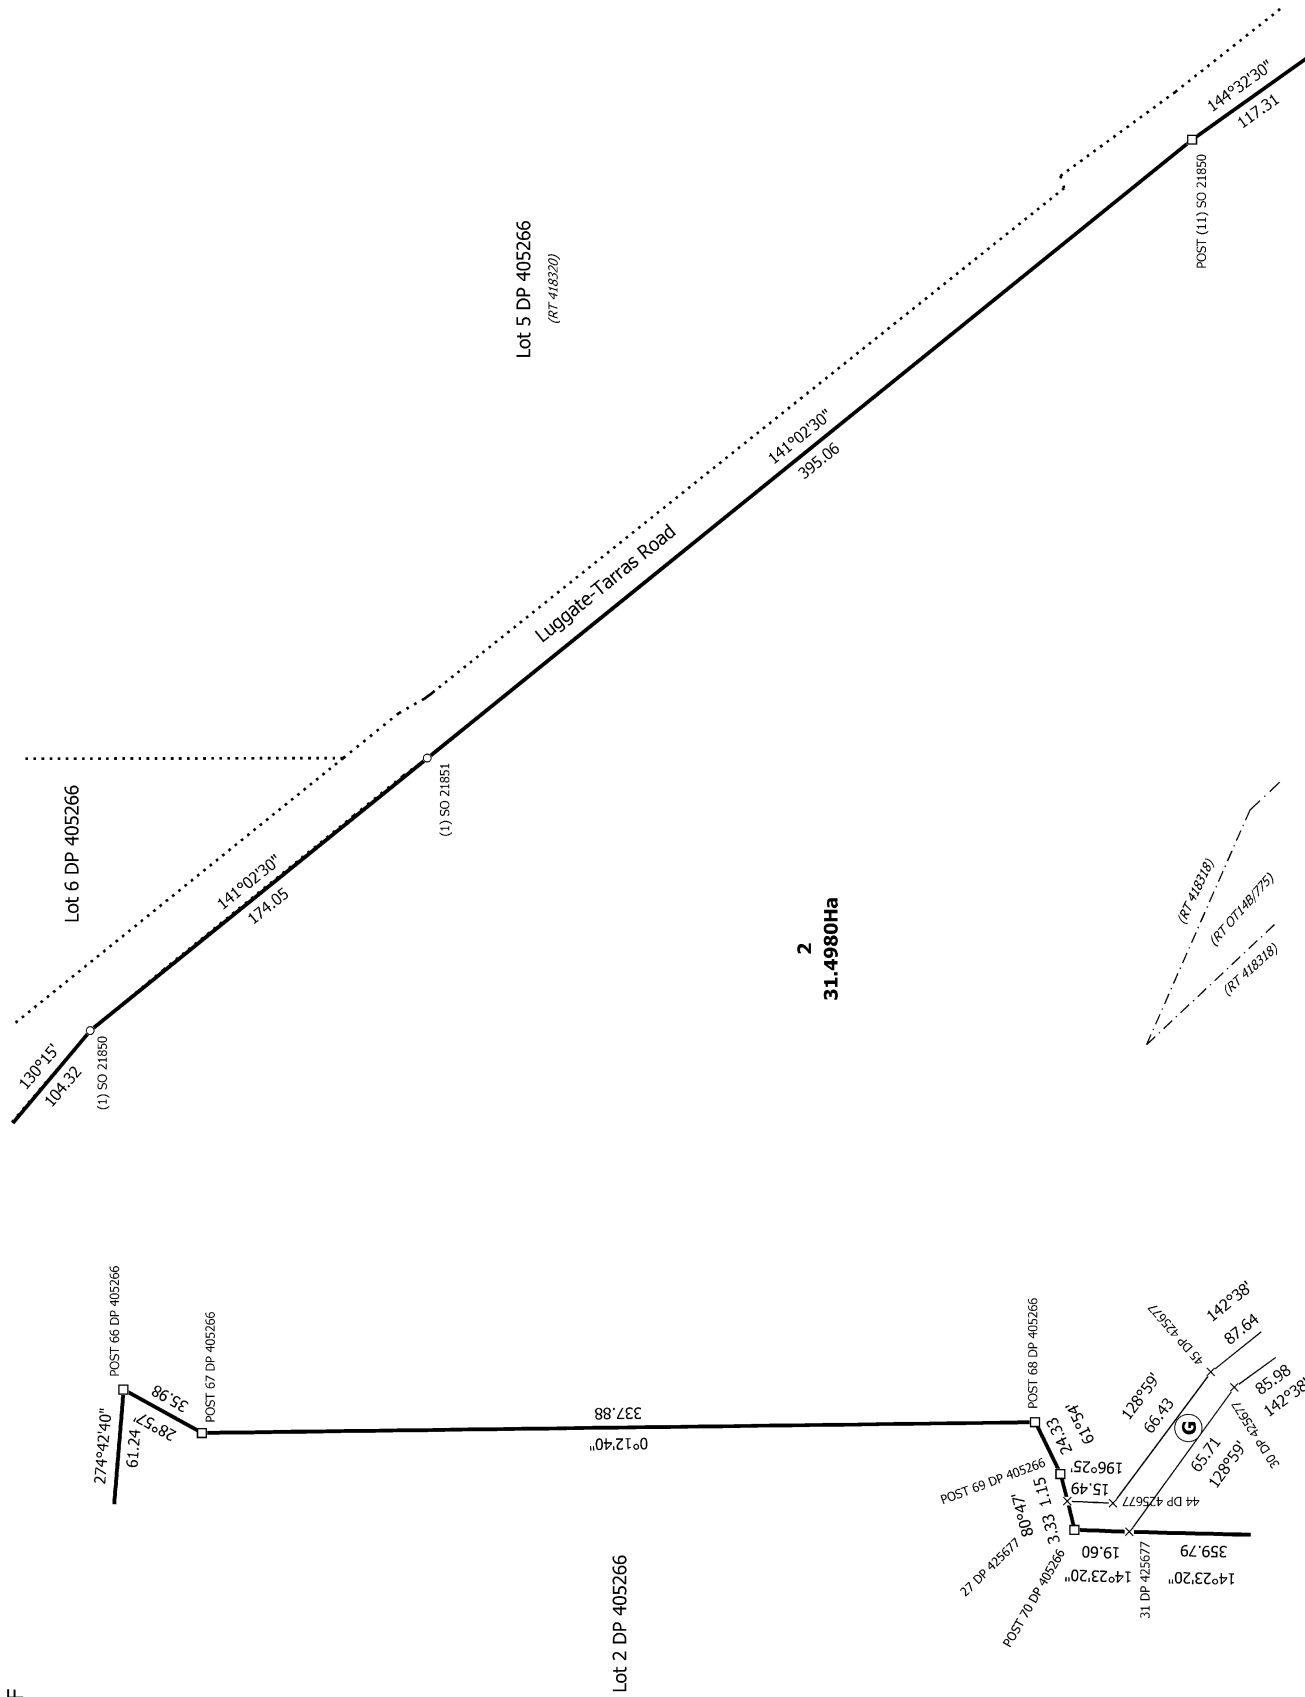 144°32'30"
117.31
POST (11) SO 21850
Lot 5 DP 405266
(RT 418320)
141°02'30"
395.06
Luggate-Tarras Road
Lot 6 DP 405266
(1) SO 21851
141°02'30"
174.05
130°15'
104.32
(1) SO 21850
2
31.4980Ha
(RT 418318)
(RT OT14B/775)
(RT 418318)
POST 66 DP 405266
274°42'40"
61.24
28°57'
35.98
POST 67 DP 405266
337.88
0°12'40"
POST 68 DP 405266
24.33
61°54'
POST 69 DP 405266
80°47'
1.15
3.33
27 DP 425677
POST 70 DP 405266
196°25'
15.49
44 DP 425677
19.60
14°23'20"
31 DP 425677
359.79
14°23'20"
45 DP 425677
142°38'
87.64
128°59'
66.43
G
65.71
128°59'
30 DP 425677
85.98
142°38'
Lot 2 DP 405266
F